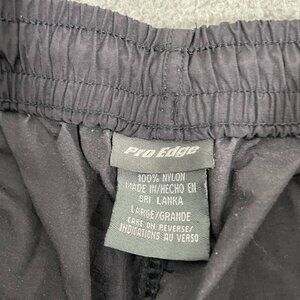 Pro Edge
100% NYLON
MADE IN/HECHO EN
SRI LANKA
LARGE/GRANDE
CARE ON REVERSE/
INDICATIONS AU VERSO